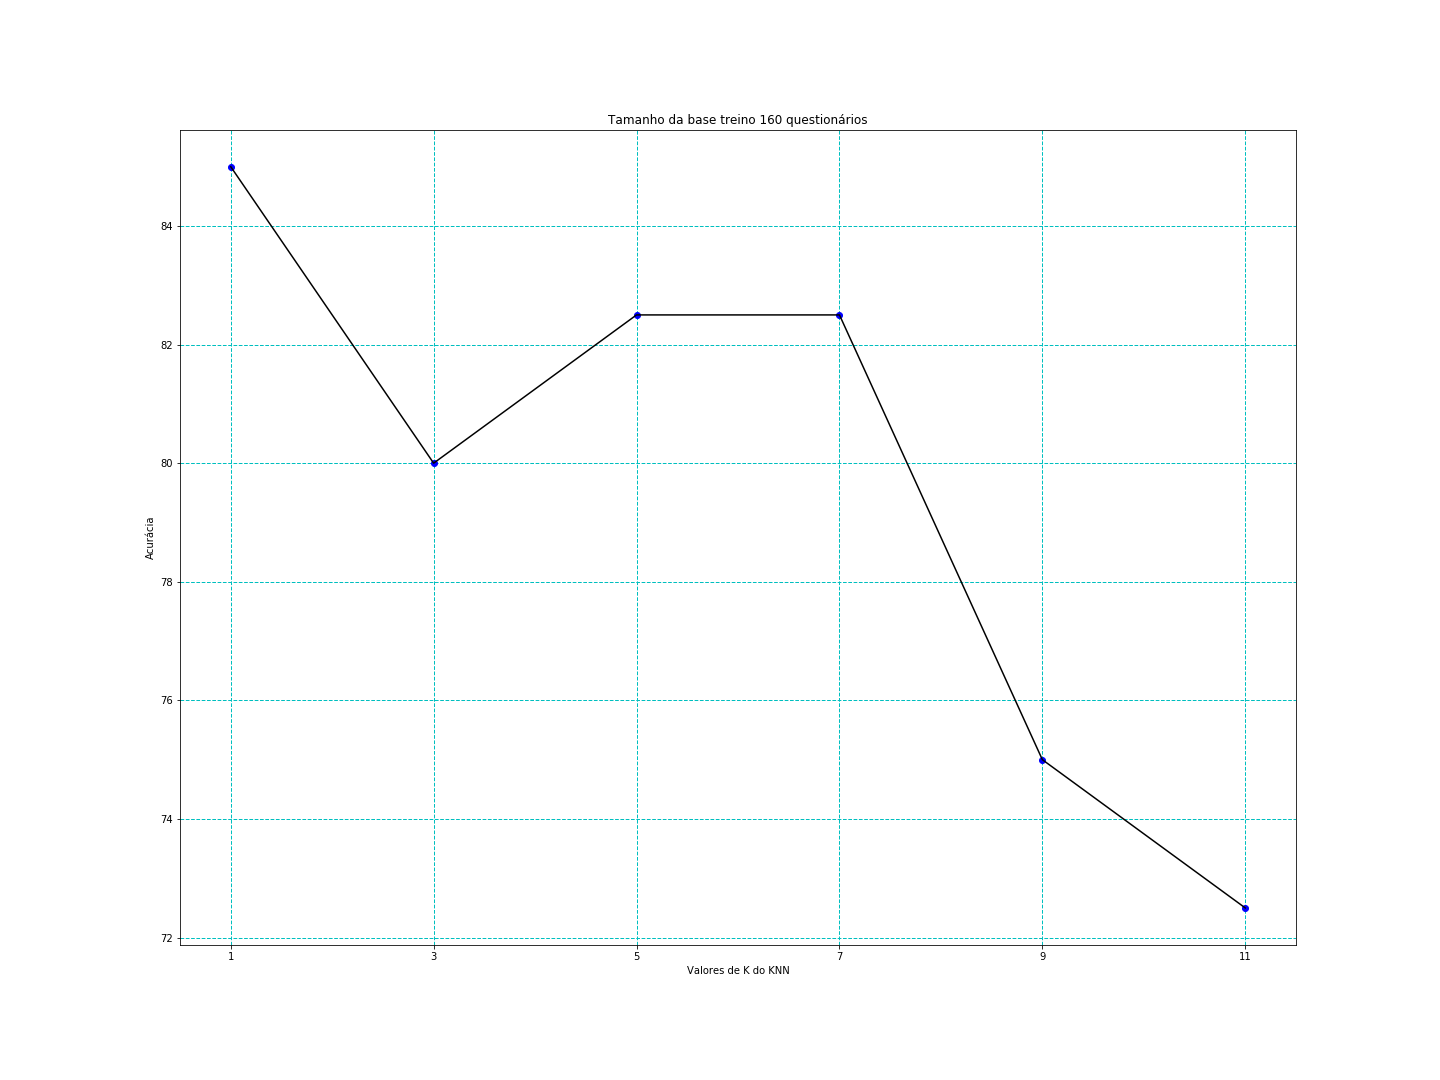 Tamanho da base treino 160 questionários
84
82
80
78
76
74
72
Acurácia
1 3 5 7 9 11
Valores de K do KNN